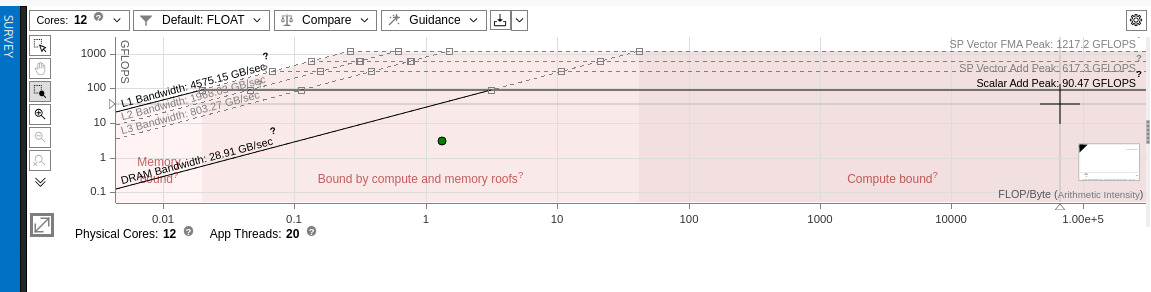 SURVEY
Cores: 12 ?
Default: FLOAT
Compare
Guidance
GFLOPS
1000
100
10
1
0.1
?
L1 Bandwidth: 4575.15 GB/sec
L2 Bandwidth:
GB/sec
L3 Bandwidth: 803.27 GB/sec
?
DRAM Bandwidth: 28.91 GB/sec
SP Vector FMA Peak: 1217.2 GFLOPS
?
SP Vector Add Peak: 617.3 GFLOPS
?
Scalar Add Peak: 90.47 GFLOPS
Memory
bound?
Bound by compute and memory roofs?
Compute bound?
FLOP/Byte (Arithmetic Intensity)
0.01
0.1
1
10
100
1000
10000
1.00e+5
Physical Cores: 12 ?
App Threads: 20 ?